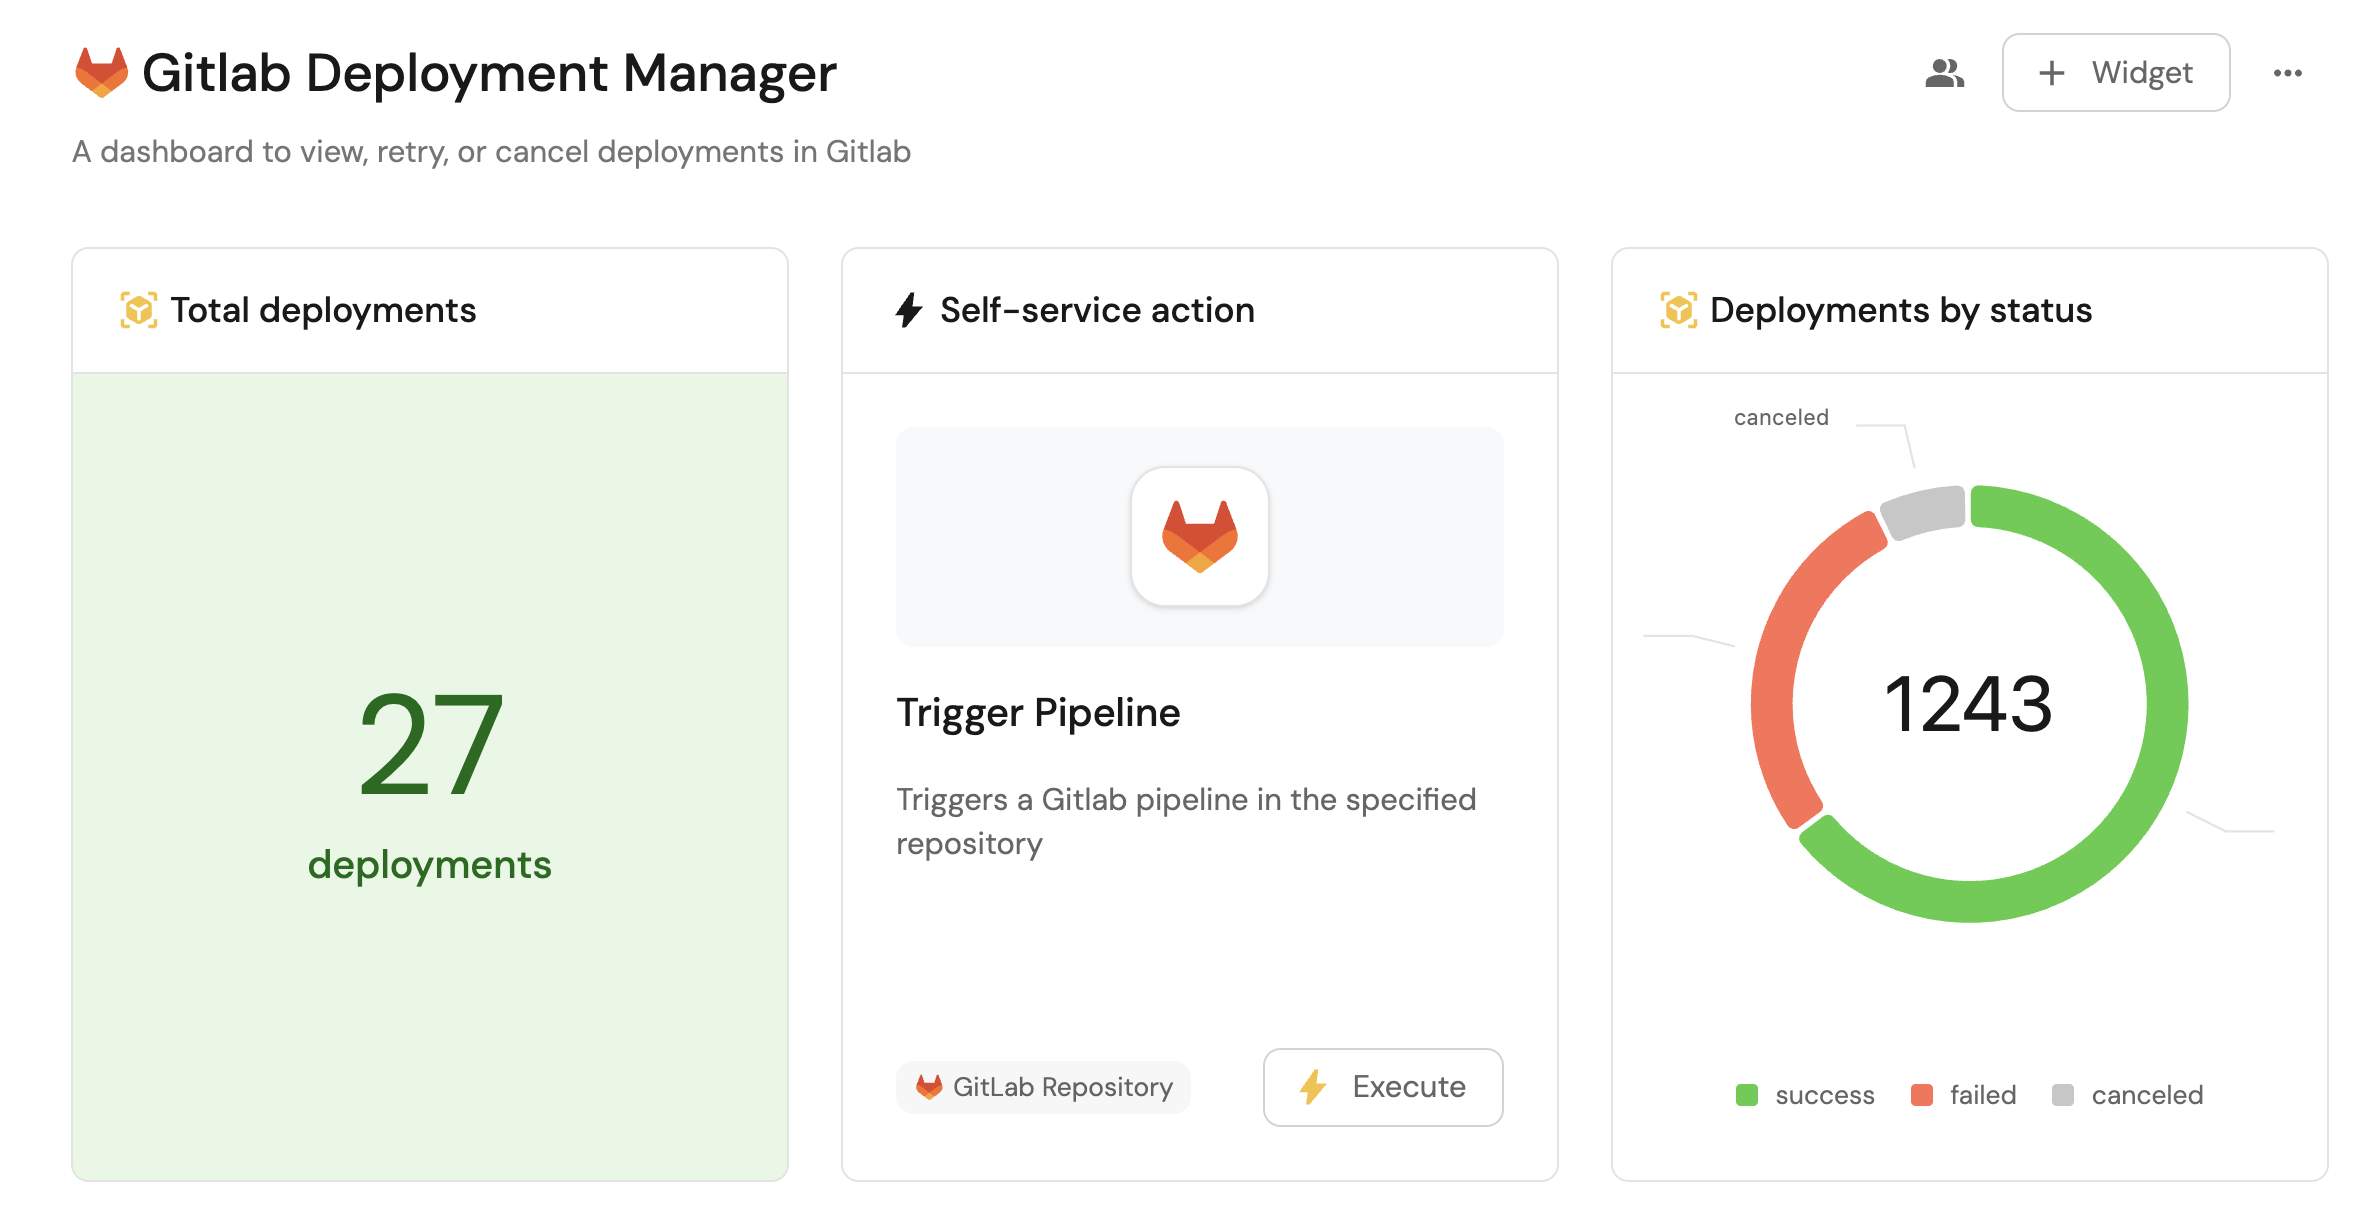 Gitlab Deployment Manager
Widget
A dashboard to view, retry, or cancel deployments in Gitlab
Total deployments
27
deployments
Self-service action
Trigger Pipeline
Triggers a Gitlab pipeline in the specified
repository
GitLab Repository
Execute
Deployments by status
canceled
1243
success
failed
canceled